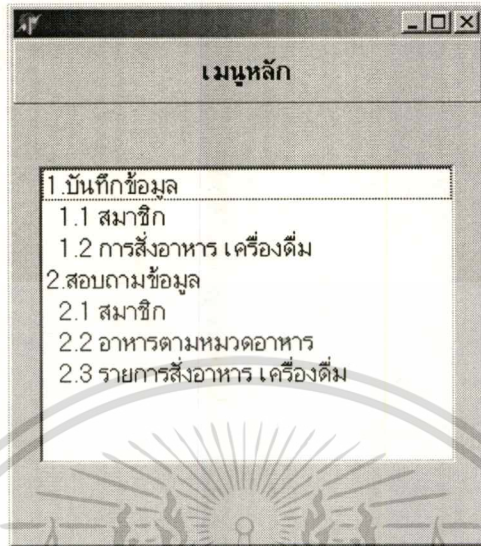 เมนูหลัก
1.บันทึกข้อมูล
1.1 สมาชิก
1.2 การสั่งอาหาร เครื่องดื่ม
2.สอบถามข้อมูล
2.1 สมาชิก
2.2 อาหารตามหมวดอาหาร
2.3 รายการสั่งอาหาร เครื่องดื่ม